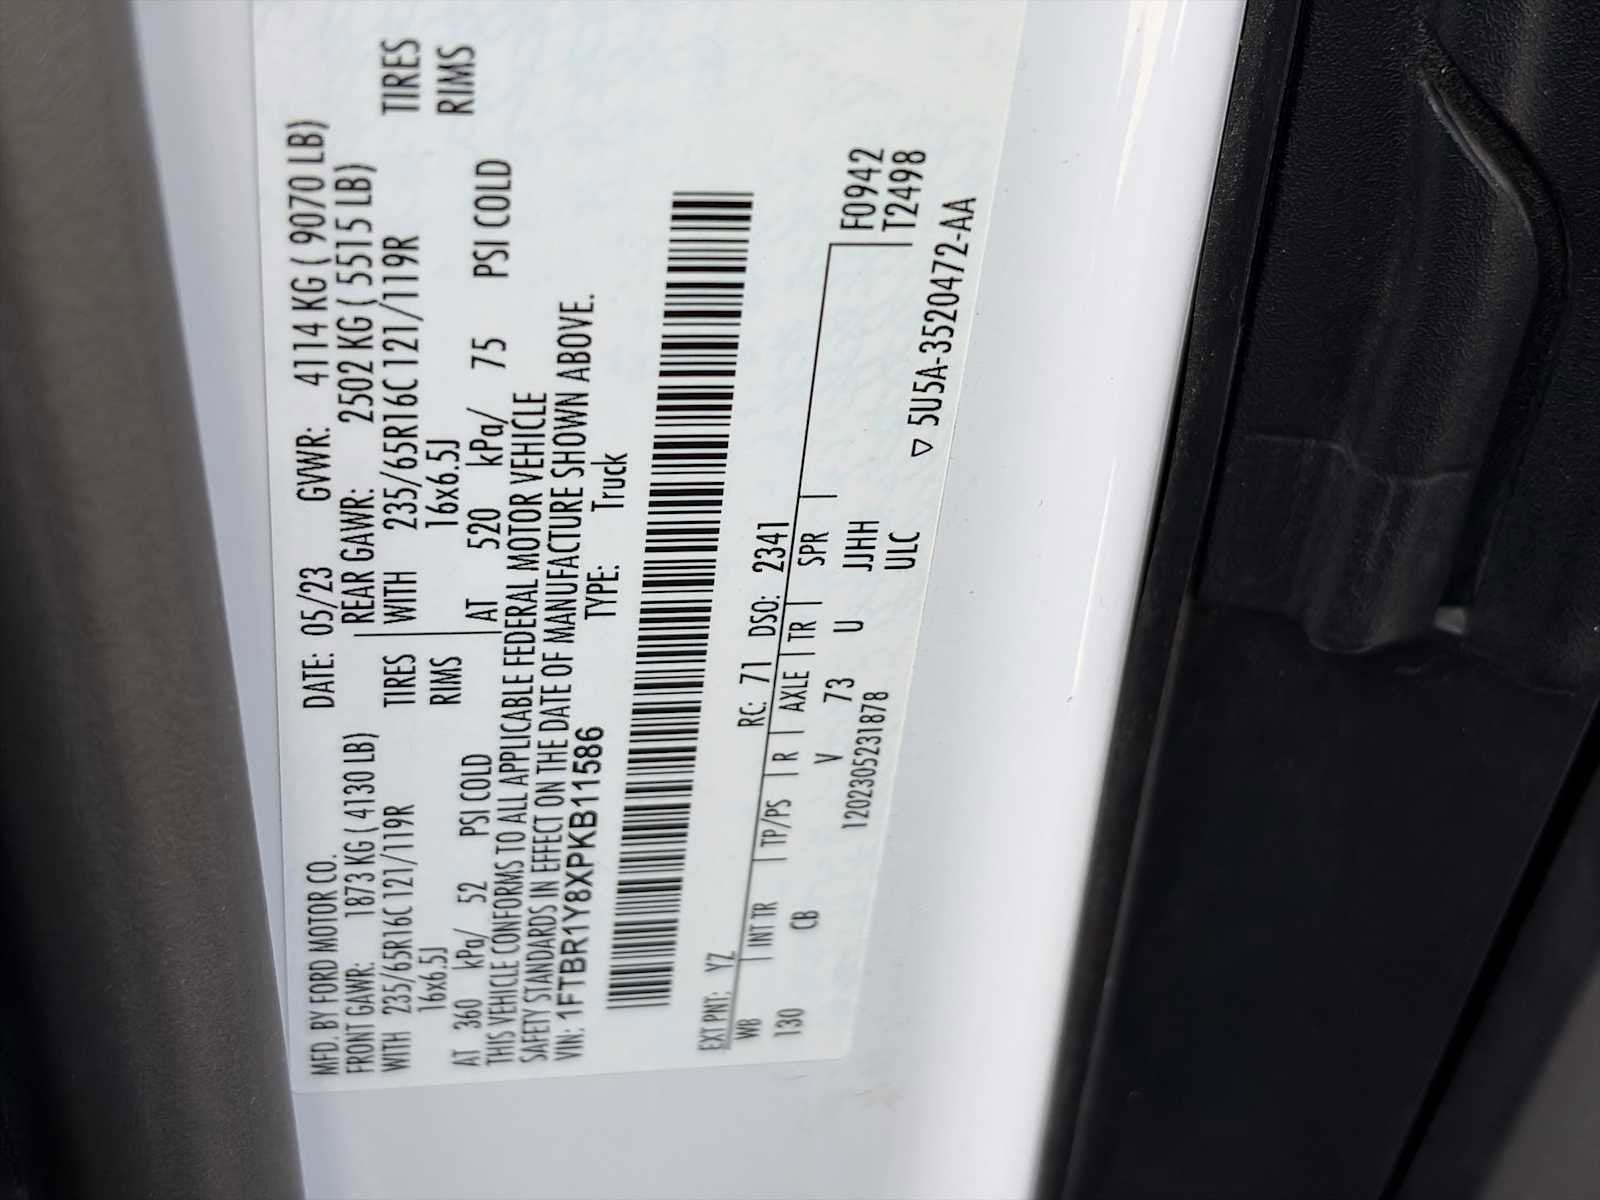 MFD. BY FORD MOTOR CO. DATE: 05/23 GVWR: 4114 KG ( 9070 LB)
FRONT GAWR: 1873 KG ( 4130 LB) REAR GAWR: 2502 KG ( 5515 LB)
WITH 235/65R16C 121/119R TIRES WITH 235/65R16C 121/119R TIRES
16x6.5J RIMS 16x6.5J RIMS
AT 360 kPa/ 52 PSI COLD AT 520 kPa/ 75 PSI COLD
THIS VEHICLE CONFORMS TO ALL APPLICABLE FEDERAL MOTOR VEHICLE
SAFETY STANDARDS IN EFFECT ON THE DATE OF MANUFACTURE SHOWN ABOVE.
VIN: 1FTBR1Y8XPKB11586 TYPE: Truck
EXT PNT: YZ RC: 71 DSO: 2341
WB INT TR TP/PS R AXLE TR SPR F0942
130 CB V 73 U JJHH T2498
1202305231878 ULC
▽ 5U5A-3520472-AA